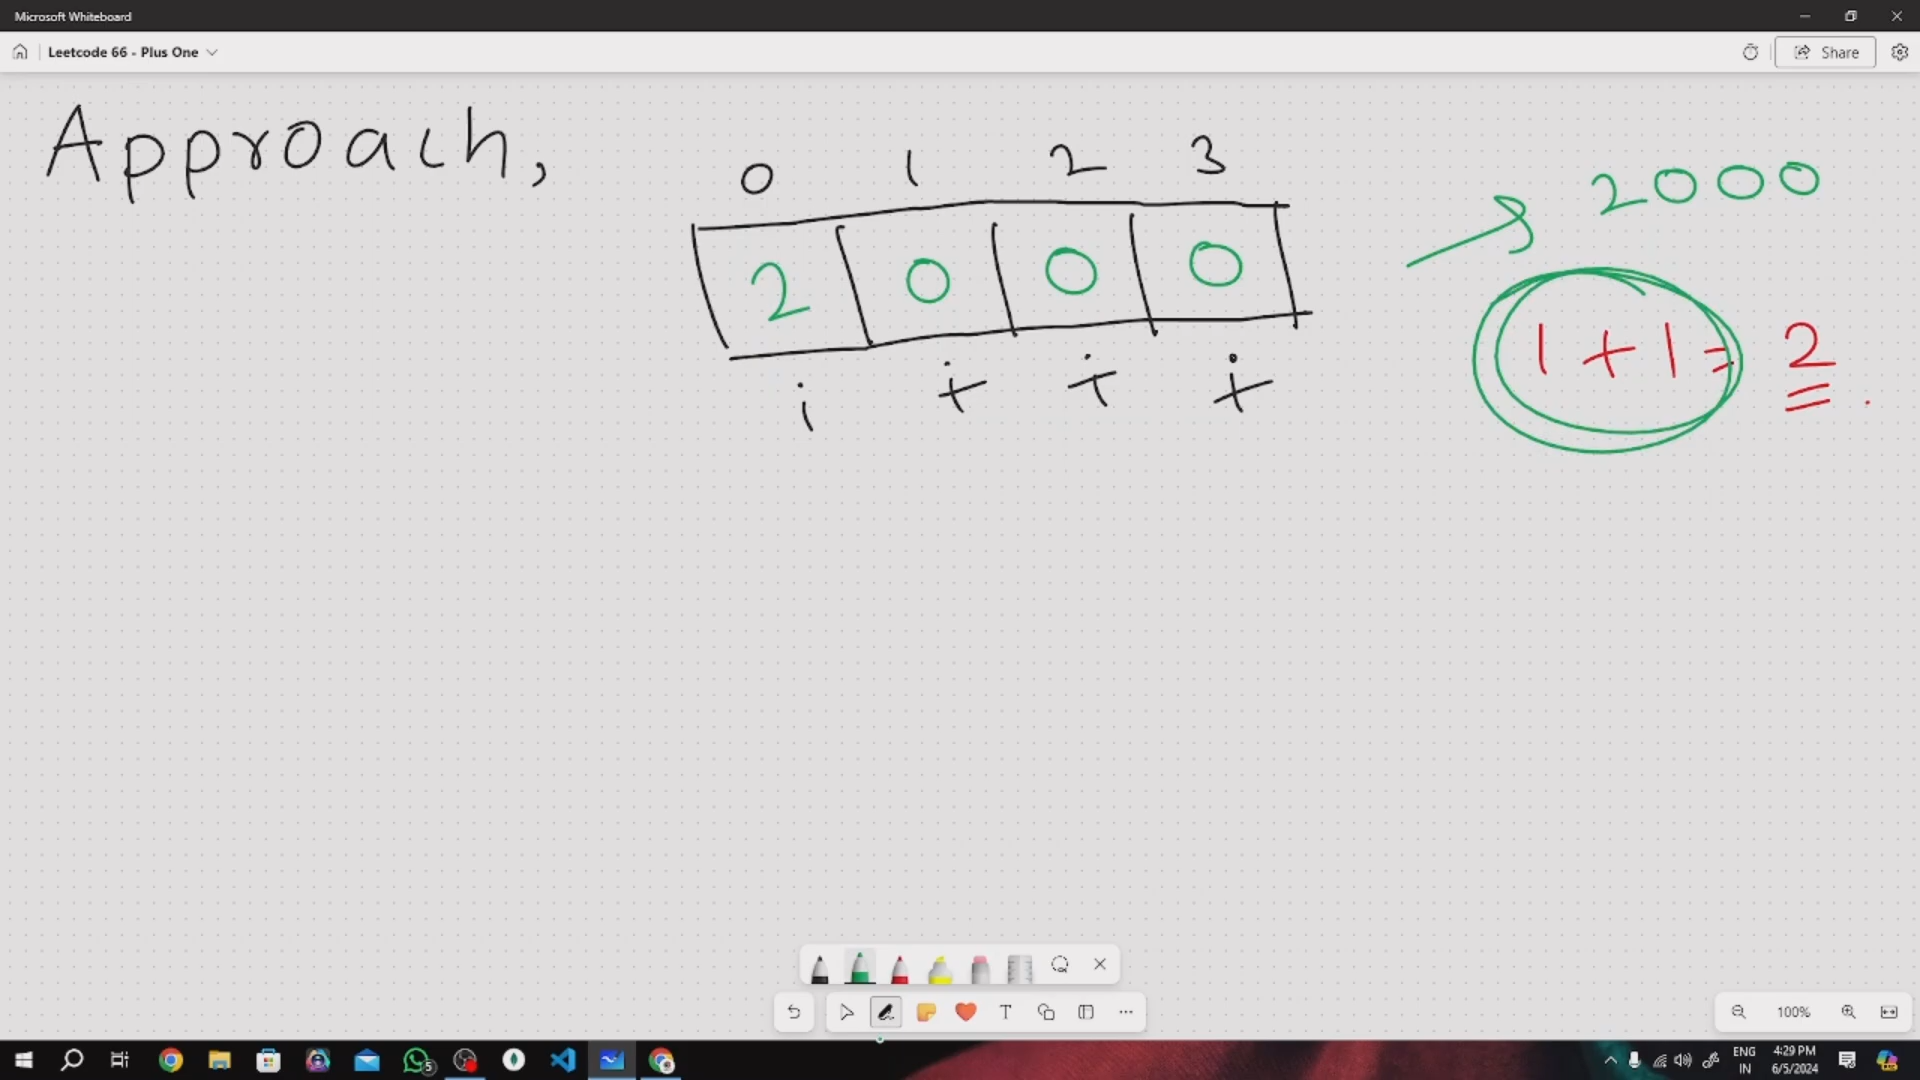 Microsoft Whiteboard
Leetcode 66 - Plus One
Share
Approach,
0 1 2 3
2 0 0 0
i i i i
2000
1 + 1 = 2
100%
5
ENG
IN
4:29 PM
6/5/2024